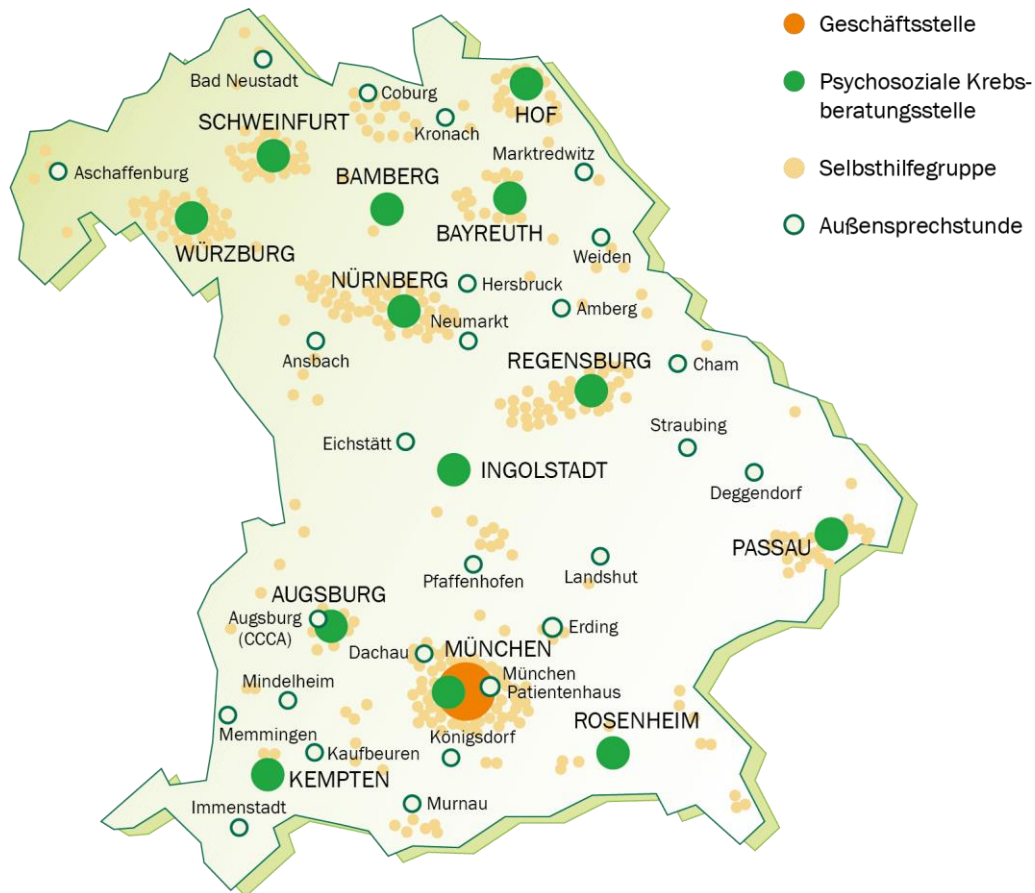 Geschäftsstelle
Psychosoziale Krebs-
beratungsstelle
Selbsthilfegruppe
Außensprechstunde
Bad Neustadt
Coburg
HOF
SCHWEINFURT
Kronach
Marktredwitz
Aschaffenburg
BAMBERG
BAYREUTH
WÜRZBURG
Weiden
NÜRNBERG
Hersbruck
Amberg
Neumarkt
Ansbach
REGENSBURG
Cham
Straubing
Eichstätt
INGOLSTADT
Deggendorf
PASSAU
Pfaffenhofen
Landshut
AUGSBURG
Augsburg
(CCCA)
Erding
Dachau
MÜNCHEN
München
Patientenhaus
Mindelheim
ROSENHEIM
Memmingen
Königsdorf
Kaufbeuren
KEMPTEN
Immenstadt
Murnau